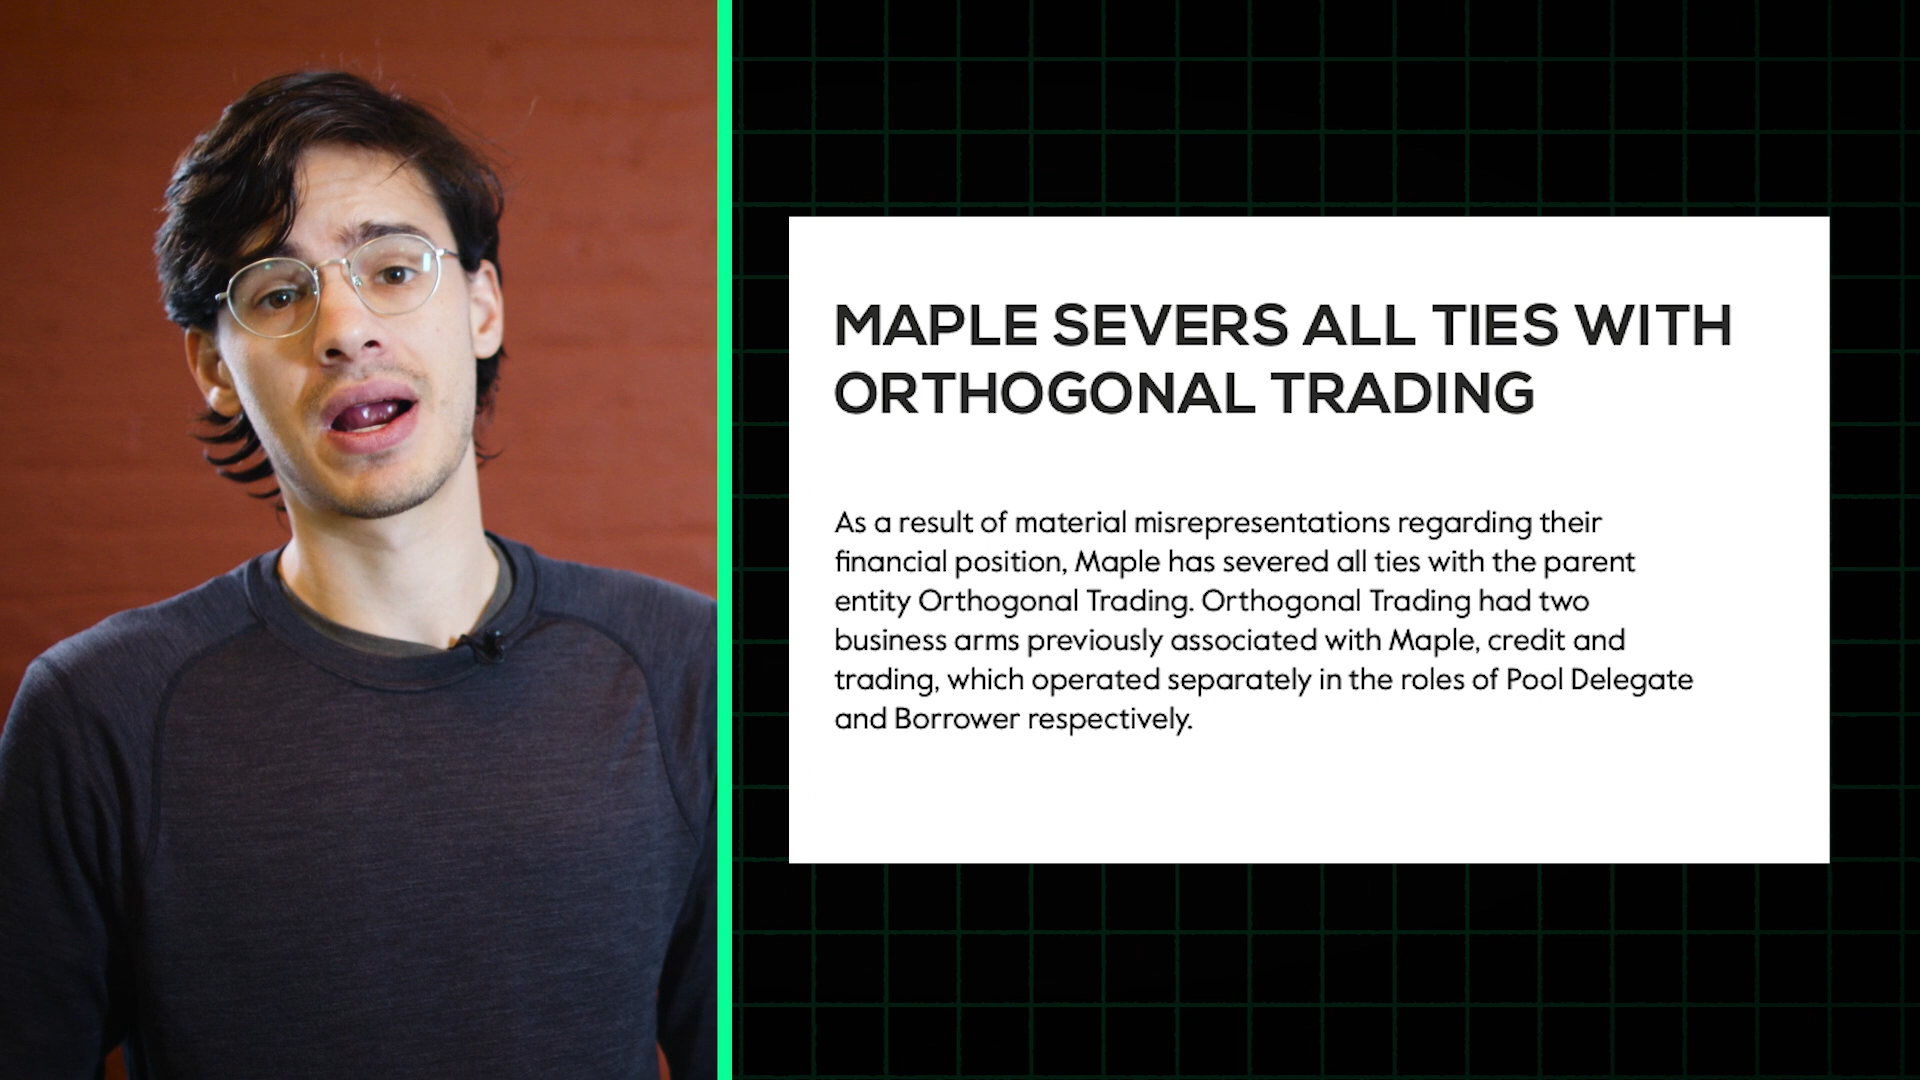 MAPLE SEVERS ALL TIES WITH
ORTHOGONAL TRADING
As a result of material misrepresentations regarding their
financial position, Maple has severed all ties with the parent
entity Orthogonal Trading. Orthogonal Trading had two
business arms previously associated with Maple, credit and
trading, which operated separately in the roles of Pool Delegate
and Borrower respectively.